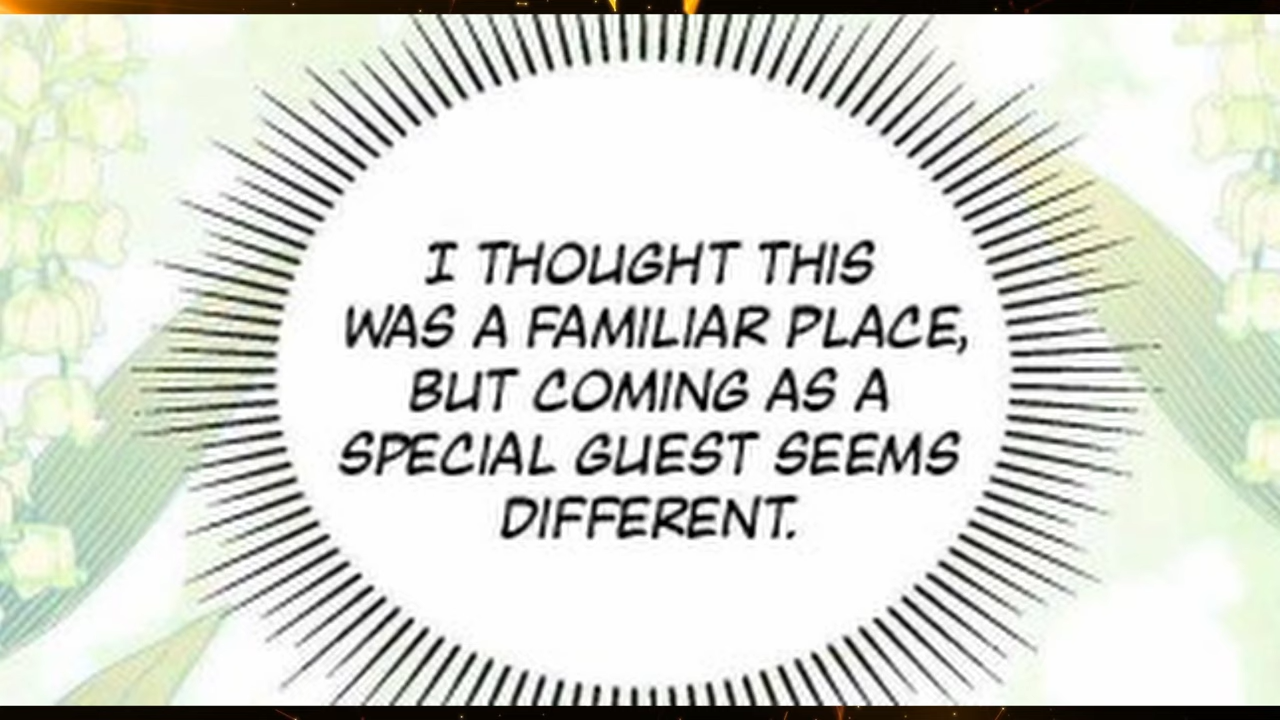 I THOUGHT THIS
WAS A FAMILIAR PLACE,
BUT COMING AS A
SPECIAL GUEST SEEMS
DIFFERENT.